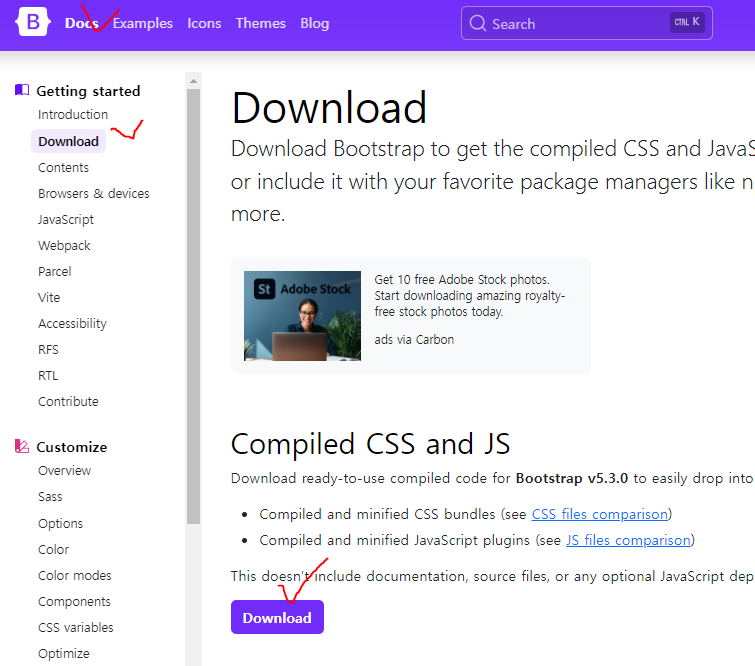 B Docs Examples Icons Themes Blog Search CTRL K
Getting started
Introduction
Download
Contents
Browsers & devices
JavaScript
Webpack
Parcel
Vite
Accessibility
RFS
RTL
Contribute
Customize
Overview
Sass
Options
Color
Color modes
Components
CSS variables
Optimize
Download
Download Bootstrap to get the compiled CSS and JavaS
or include it with your favorite package managers like n
more.
St Adobe Stock
Get 10 free Adobe Stock photos.
Start downloading amazing royalty-
free stock photos today.
ads via Carbon
Compiled CSS and JS
Download ready-to-use compiled code for Bootstrap v5.3.0 to easily drop into
• Compiled and minified CSS bundles (see CSS files comparison)
• Compiled and minified JavaScript plugins (see JS files comparison)
This doesn't include documentation, source files, or any optional JavaScript dep
Download